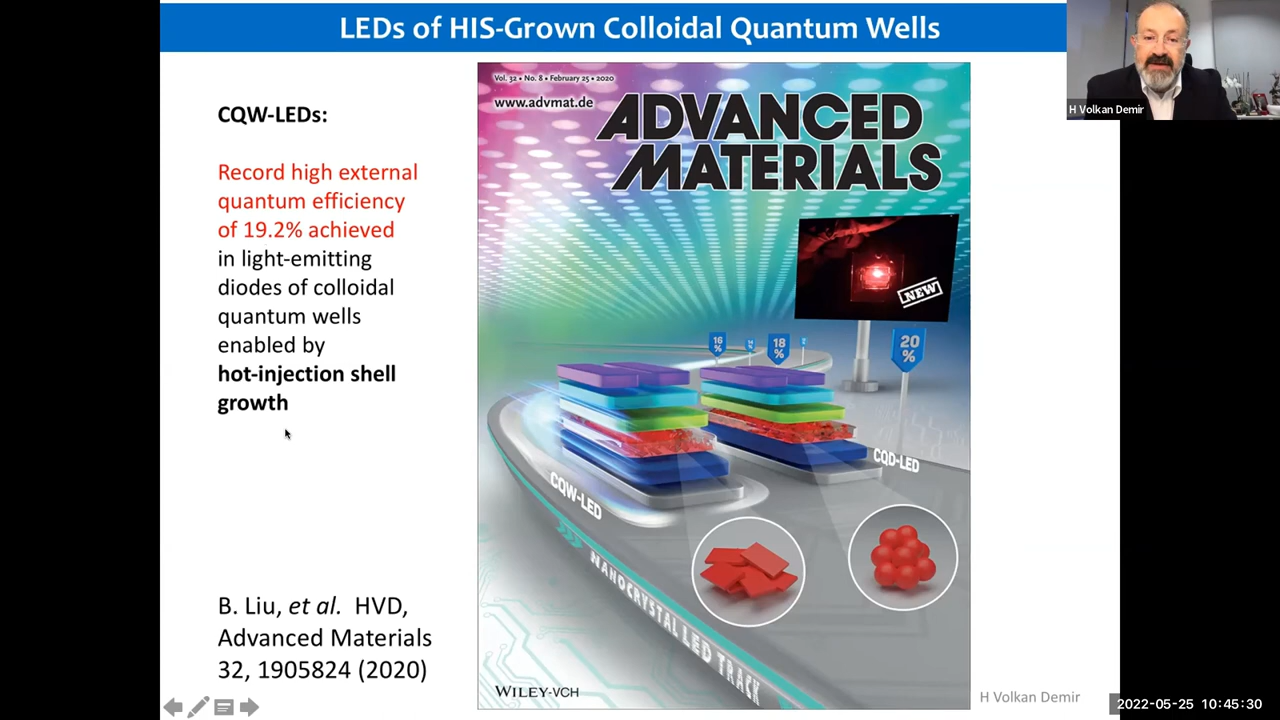 LEDs of HIS-Grown Colloidal Quantum Wells
H Volkan Demir
CQW-LEDs:
Record high external
quantum efficiency
of 19.2% achieved
in light-emitting
diodes of colloidal
quantum wells
enabled by
hot-injection shell
growth
B. Liu, et al. HVD,
Advanced Materials
32, 1905824 (2020)
Vol. 32 • No. 8 • February 25 • 2020
www.advmat.de
ADVANCED
MATERIALS
NEW
16
%
18
%
20
%
CQD-LED
CQW-LED
NANOCRYSTAL LED TRACK
WILEY-VCH
H Volkan Demir
2022-05-25 10:45:30